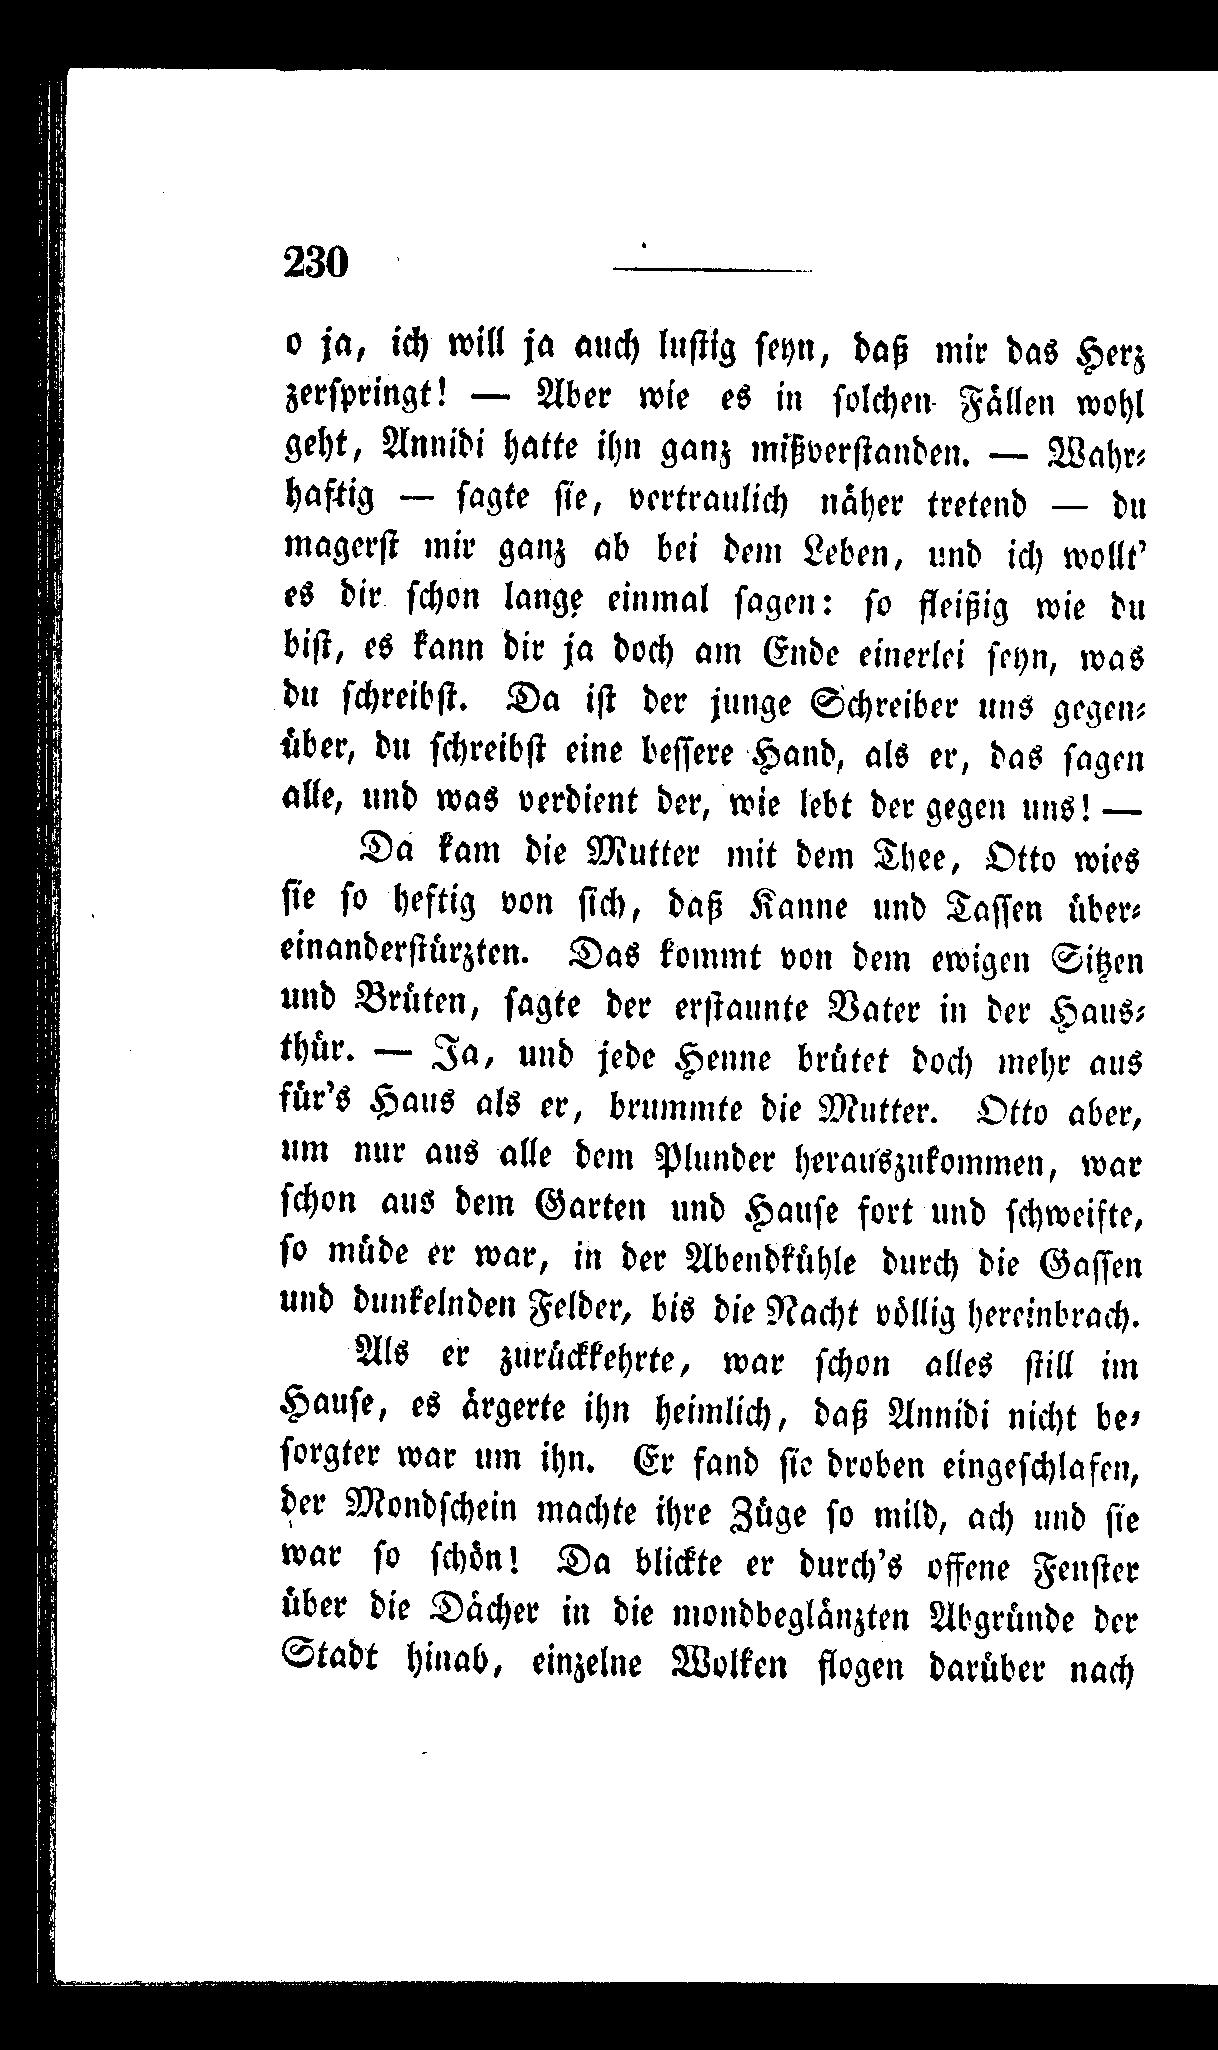 230
o ja, ich will ja auch lustig seyn, daß mir das Herz
zerspringt! — Aber wie es in solchen Fällen wohl
geht, Annidi hatte ihn ganz mißverstanden. — Wahr-
haftig — sagte sie, vertraulich näher tretend — du
magerst mir ganz ab bei dem Leben, und ich wollt'
es dir schon lange einmal sagen: so fleißig wie du
bist, es kann dir ja doch am Ende einerlei seyn, was
du schreibst. Da ist der junge Schreiber uns gegen-
über, du schreibst eine bessere Hand, als er, das sagen
alle, und was verdient der, wie lebt der gegen uns! —
Da kam die Mutter mit dem Thee, Otto wies
sie so heftig von sich, daß Kanne und Tassen über-
einanderstürzten. Das kommt von dem ewigen Sitzen
und Brüten, sagte der erstaunte Vater in der Haus-
thür. — Ja, und jede Henne brütet doch mehr aus
für's Haus als er, brummte die Mutter. Otto aber,
um nur aus alle dem Plunder herauszukommen, war
schon aus dem Garten und Hause fort und schweifte,
so müde er war, in der Abendkühle durch die Gassen
und dunkelnden Felder, bis die Nacht völlig hereinbrach.
Als er zurückkehrte, war schon alles still im
Hause, es ärgerte ihn heimlich, daß Annidi nicht be-
sorgter war um ihn. Er fand sie droben eingeschlafen,
der Mondschein machte ihre Züge so mild, ach und sie
war so schön! Da blickte er durch's offene Fenster
über die Dächer in die mondbeglänzten Abgründe der
Stadt hinab, einzelne Wolken flogen darüber nach